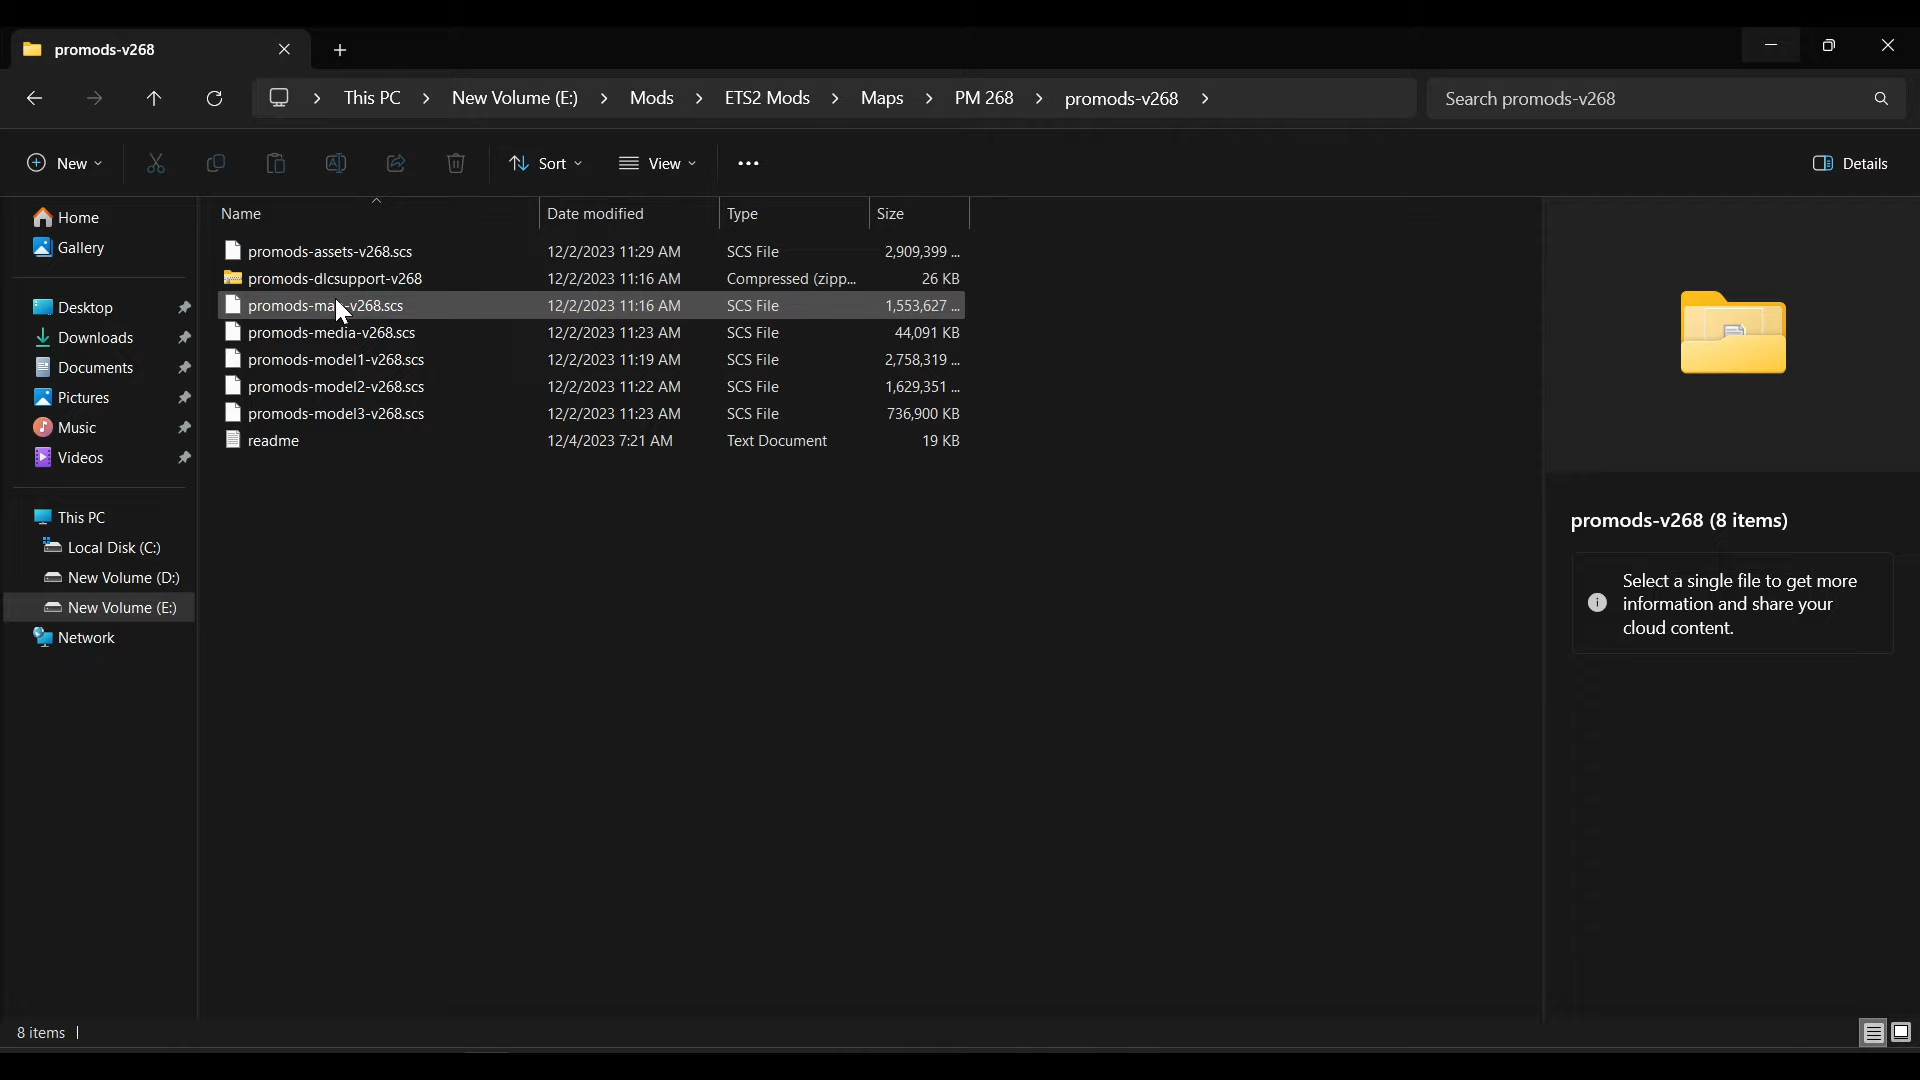 promods-v268
This PC New Volume (E:) Mods ETS2 Mods Maps PM 268 promods-v268 Search promods-v268
New Sort View Details
Home
Gallery
Desktop
Downloads
Documents
Pictures
Music
Videos
This PC
Local Disk (C:)
New Volume (D:)
New Volume (E:)
Network
Name Date modified Type Size
promods-assets-v268.scs 12/2/2023 11:29 AM SCS File 2,909,399 ...
promods-dlcsupport-v268 12/2/2023 11:16 AM Compressed (zipp... 26 KB
promods-map-v268.scs 12/2/2023 11:16 AM SCS File 1,553,627 ...
promods-media-v268.scs 12/2/2023 11:23 AM SCS File 44,091 KB
promods-model1-v268.scs 12/2/2023 11:19 AM SCS File 2,758,319 ...
promods-model2-v268.scs 12/2/2023 11:22 AM SCS File 1,629,351 ...
promods-model3-v268.scs 12/2/2023 11:23 AM SCS File 736,900 KB
readme 12/4/2023 7:21 AM Text Document 19 KB
promods-v268 (8 items)
Select a single file to get more
information and share your
cloud content.
8 items